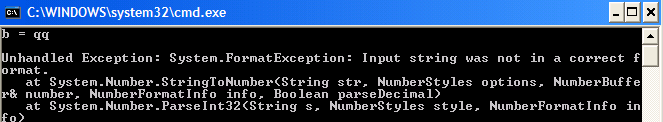 C:\WINDOWS\system32\cmd.exe
b = qq
Unhandled Exception: System.FormatException: Input string was not in a correct f
ormat.
   at System.Number.StringToNumber(String str, NumberStyles options, NumberBuffe
r& number, NumberFormatInfo info, Boolean parseDecimal)
   at System.Number.ParseInt32(String s, NumberStyles style, NumberFormatInfo in
fo)